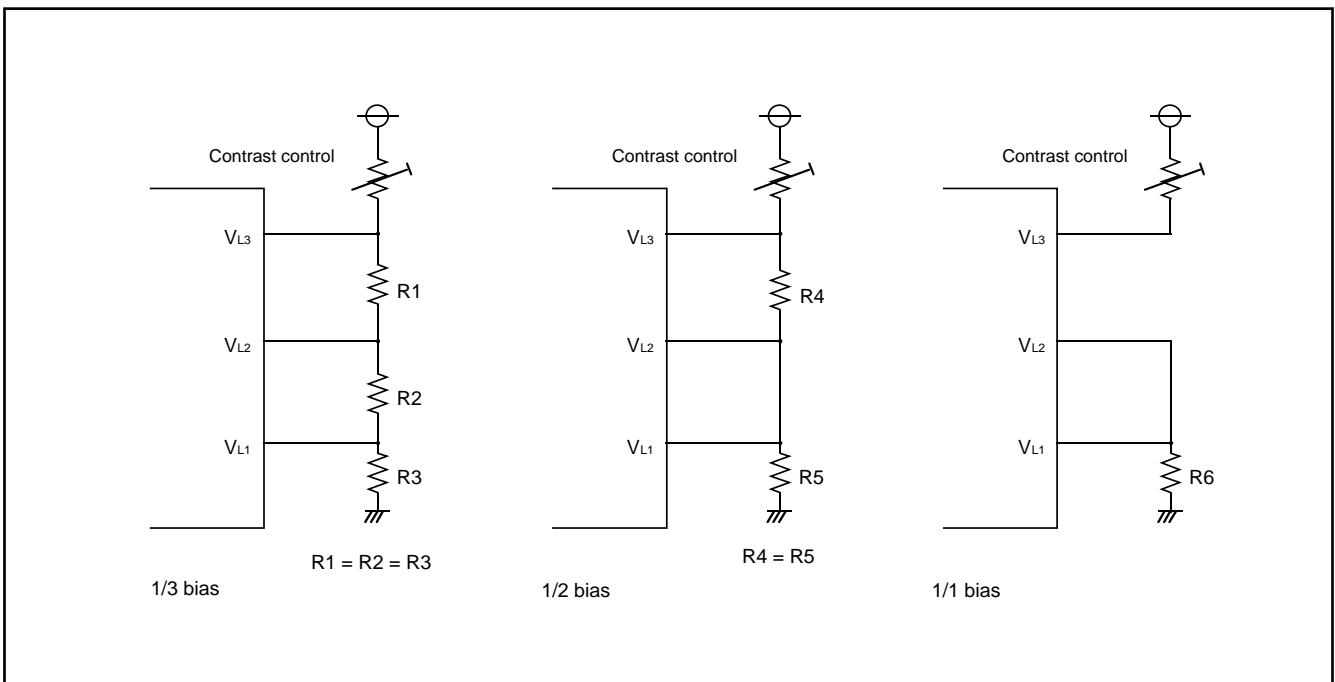 Contrast control
VL3
R1
VL2
R2
VL1
R3
R1 = R2 = R3
1/3 bias
Contrast control
VL3
R4
VL2
VL1
R5
R4 = R5
1/2 bias
Contrast control
VL3
VL2
VL1
R6
1/1 bias